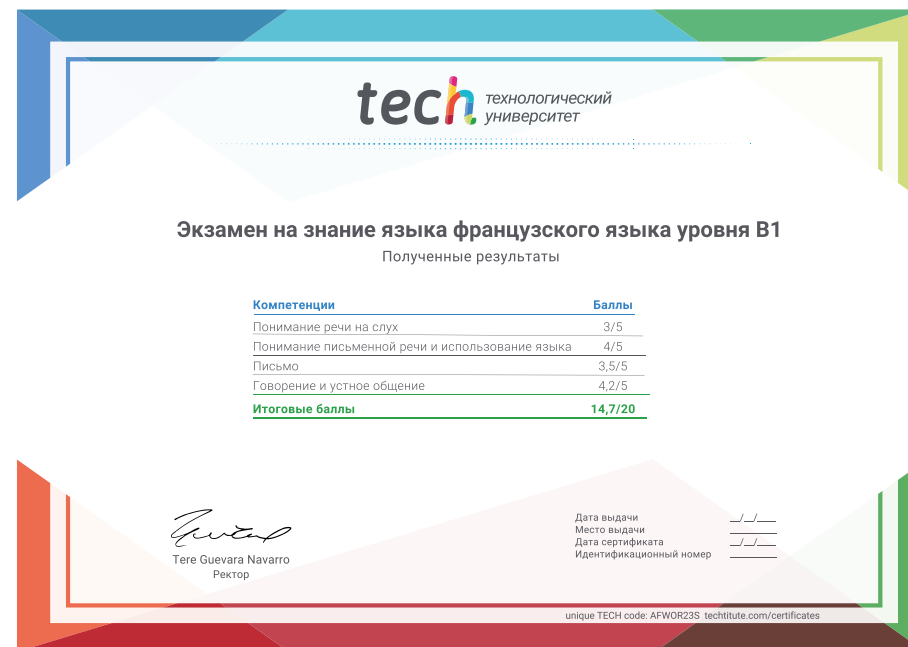 tech технологический
университет
Экзамен на знание языка французского языка уровня B1
Полученные результаты
Компетенции Баллы
Понимание речи на слух 3/5
Понимание письменной речи и использование языка 4/5
Письмо 3,5/5
Говорение и устное общение 4,2/5
Итоговые баллы 14,7/20
Дата выдачи __/__/___
Место выдачи ________
Дата сертификата __/__/___
Идентификационный номер ________
Tere Guevara Navarro
Ректор
unique TECH code: AFWOR23S techtitute.com/certificates